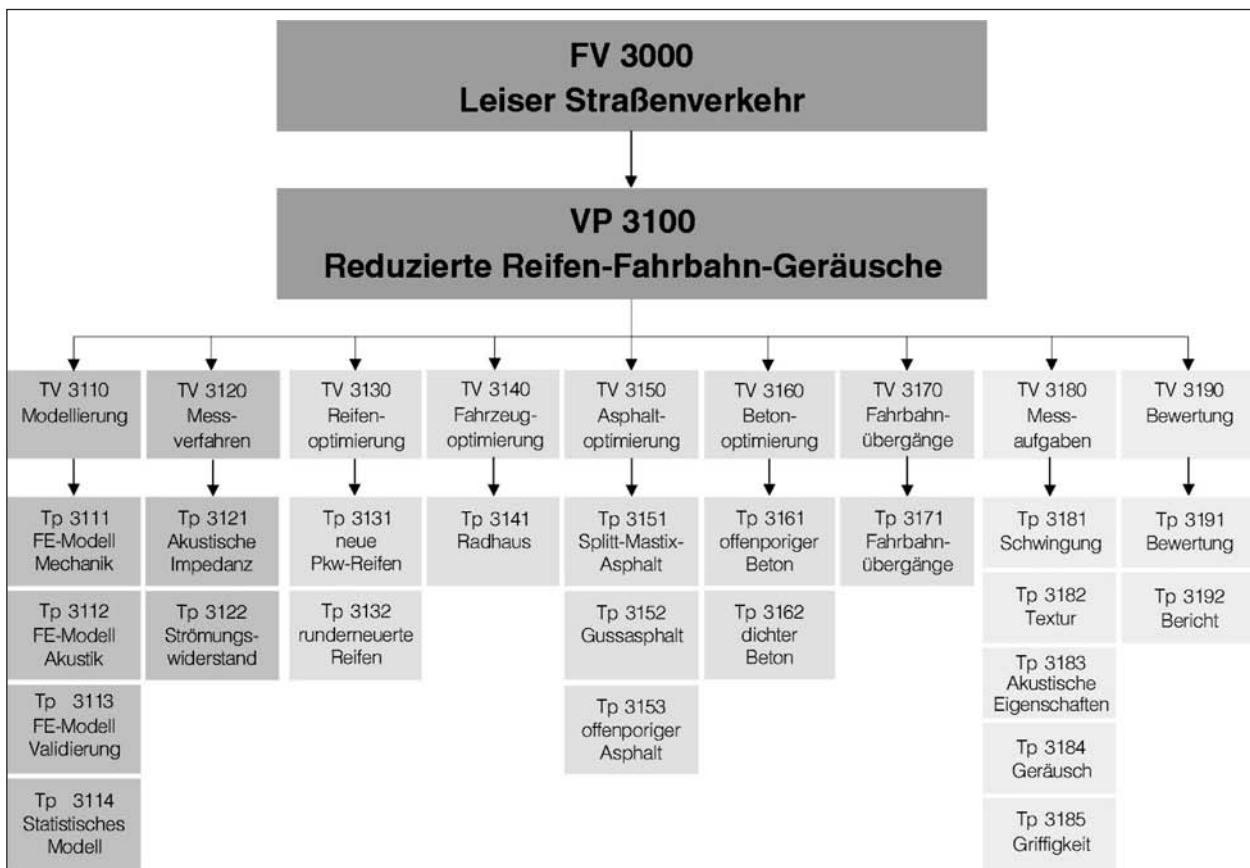 FV 3000
Leiser Straßenverkehr
VP 3100
Reduzierte Reifen-Fahrbahn-Geräusche
TV 3110
Modellierung
TV 3120
Mess-
verfahren
TV 3130
Reifen-
optimierung
TV 3140
Fahrzeug-
optimierung
TV 3150
Asphalt-
optimierung
TV 3160
Beton-
optimierung
TV 3170
Fahrbahn-
übergänge
TV 3180
Mess-
aufgaben
TV 3190
Bewertung
Tp 3111
FE-Modell
Mechanik
Tp 3112
FE-Modell
Akustik
Tp 3113
FE-Modell
Validierung
Tp 3114
Statistisches
Modell
Tp 3121
Akustische
Impedanz
Tp 3122
Strömungs-
widerstand
Tp 3131
neue
Pkw-Reifen
Tp 3132
runderneuerte
Reifen
Tp 3141
Radhaus
Tp 3151
Splitt-Mastix-
Asphalt
Tp 3152
Gussasphalt
Tp 3153
offenporiger
Asphalt
Tp 3161
offenporiger
Beton
Tp 3162
dichter
Beton
Tp 3171
Fahrbahn-
übergänge
Tp 3181
Schwingung
Tp 3182
Textur
Tp 3183
Akustische
Eigenschaften
Tp 3184
Geräusch
Tp 3185
Griffigkeit
Tp 3191
Bewertung
Tp 3192
Bericht